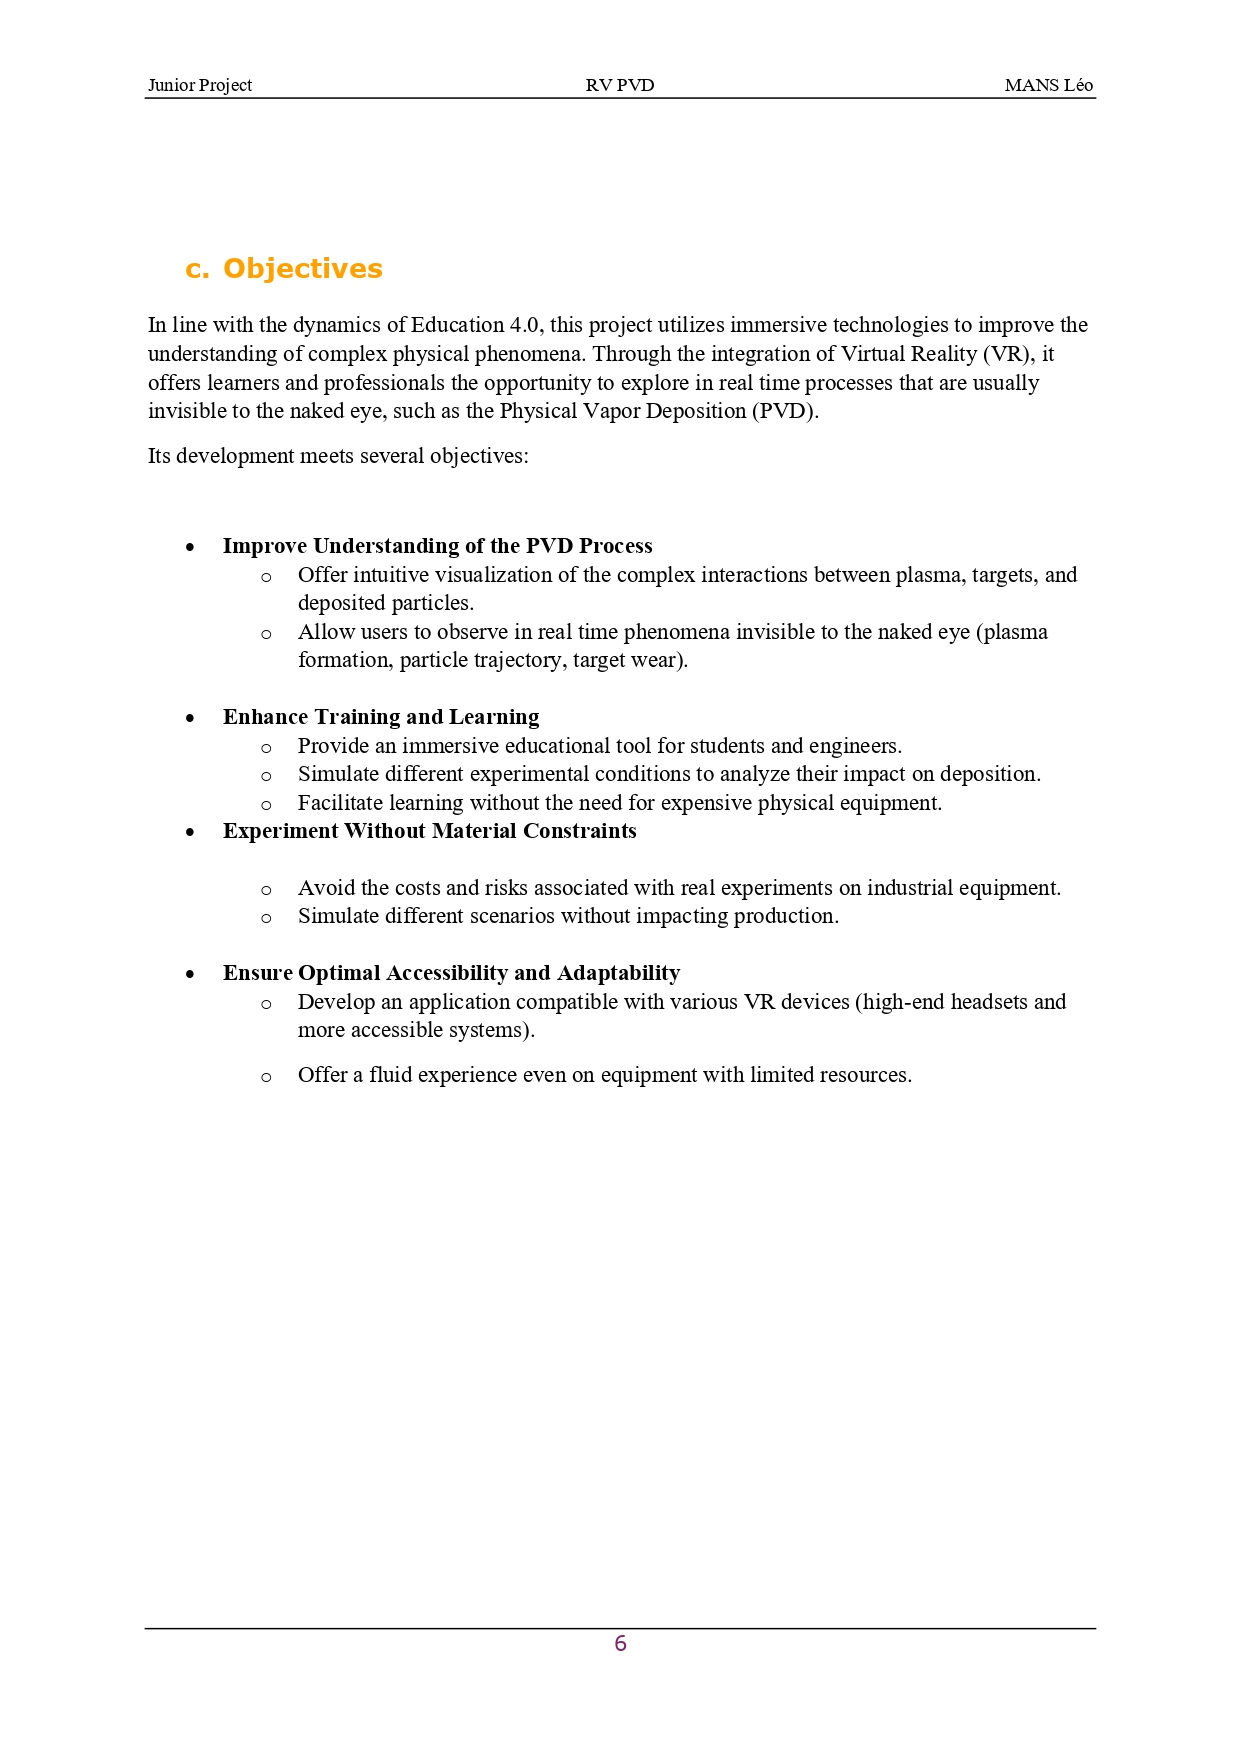 Junior Project RV PVD MANS Léo
c. Objectives
In line with the dynamics of Education 4.0, this project utilizes immersive technologies to improve the
understanding of complex physical phenomena. Through the integration of Virtual Reality (VR), it
offers learners and professionals the opportunity to explore in real time processes that are usually
invisible to the naked eye, such as the Physical Vapor Deposition (PVD).
Its development meets several objectives:
• Improve Understanding of the PVD Process
o Offer intuitive visualization of the complex interactions between plasma, targets, and
deposited particles.
o Allow users to observe in real time phenomena invisible to the naked eye (plasma
formation, particle trajectory, target wear).
• Enhance Training and Learning
o Provide an immersive educational tool for students and engineers.
o Simulate different experimental conditions to analyze their impact on deposition.
o Facilitate learning without the need for expensive physical equipment.
• Experiment Without Material Constraints
o Avoid the costs and risks associated with real experiments on industrial equipment.
o Simulate different scenarios without impacting production.
• Ensure Optimal Accessibility and Adaptability
o Develop an application compatible with various VR devices (high-end headsets and
more accessible systems).
o Offer a fluid experience even on equipment with limited resources.
6